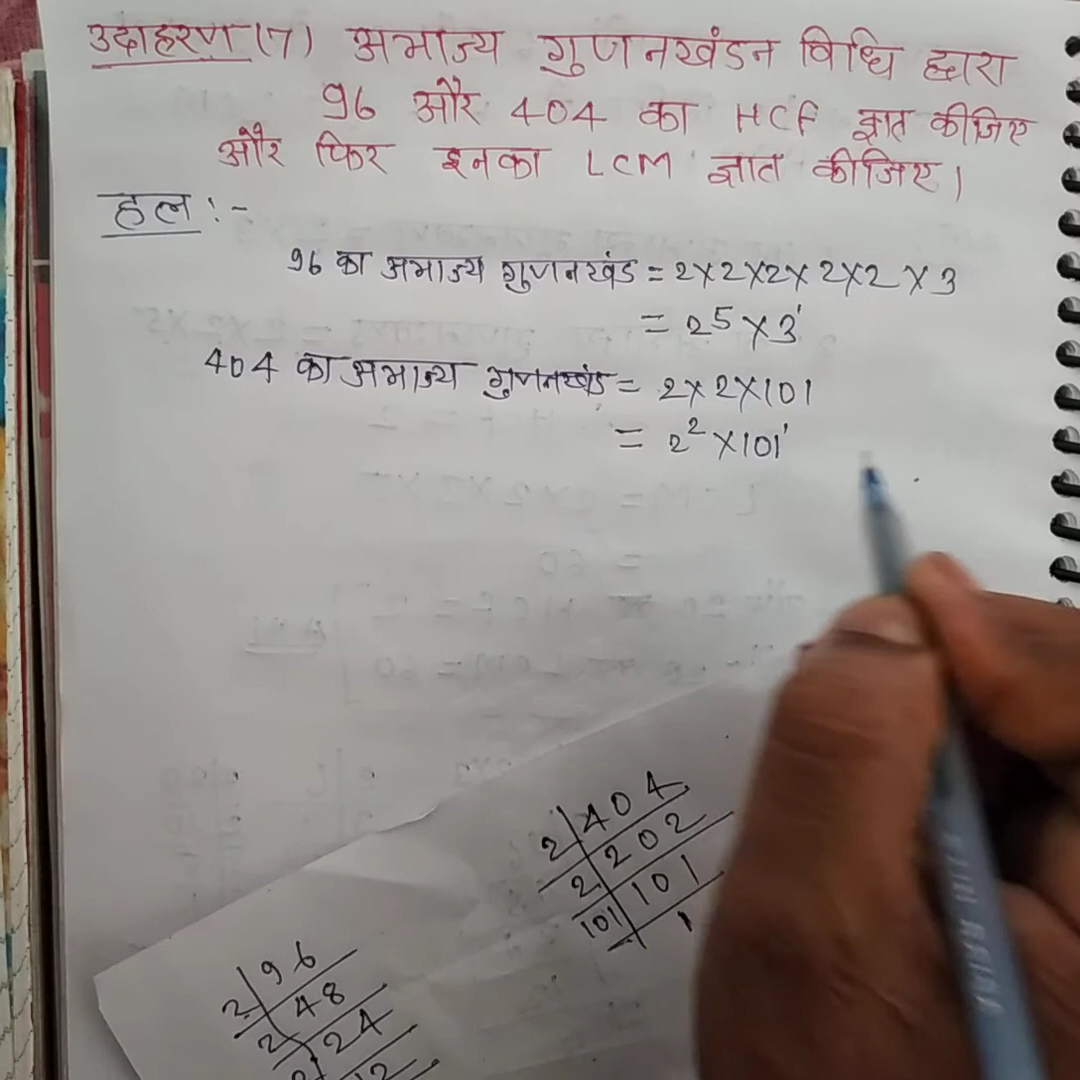 उदाहरण (7) अभाज्य गुणनखंडन विधि द्वारा
96 और 404 का HCF ज्ञात कीजिए
और फिर इनका LCM ज्ञात कीजिए।
हल :-
96 का अभाज्य गुणनखंड = 2×2×2×2×2×3
= 2⁵×3¹
404 का अभाज्य गुणनखंड = 2×2×101
= 2²×101¹
2 | 404
2 | 202
101 | 101
1
2 | 96
2 | 48
2 | 24
12